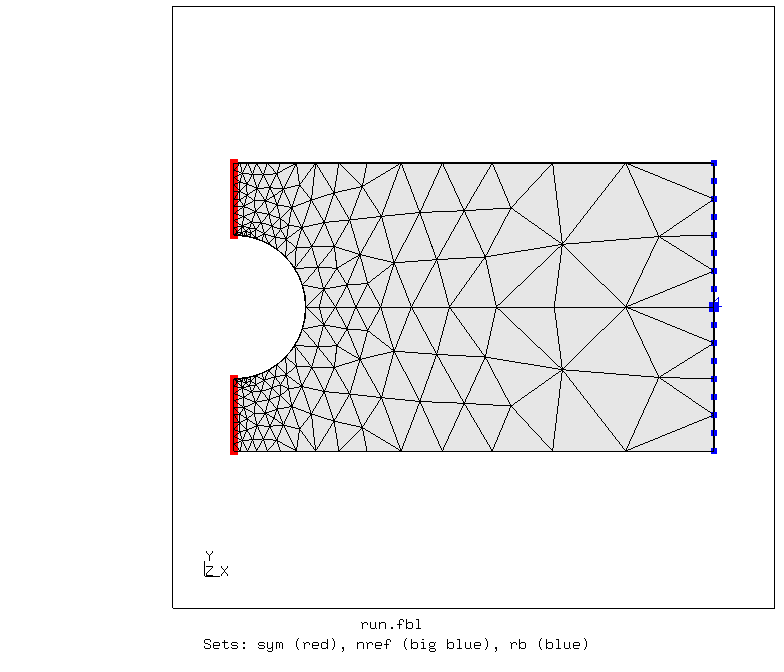 Y
Z X
run.fbl
Sets: sym (red), nref (big blue), rb (blue)